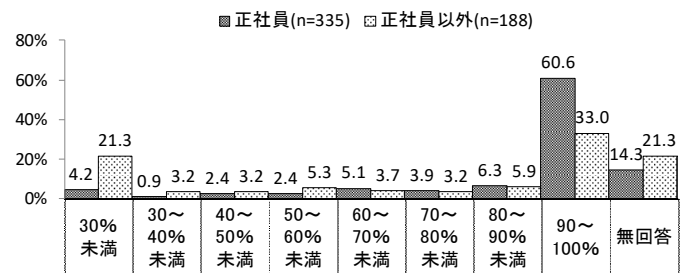 正社員(n=335) 正社員以外(n=188)
80%
60%
40%
20%
0%
4.2 21.3 0.9 3.2 2.4 3.2 2.4 5.3 5.1 3.7 3.9 3.2 6.3 5.9 60.6 33.0 14.3 21.3
30%
未満
30～
40%
未満
40～
50%
未満
50～
60%
未満
60～
70%
未満
70～
80%
未満
80～
90%
未満
90～
100%
無回答